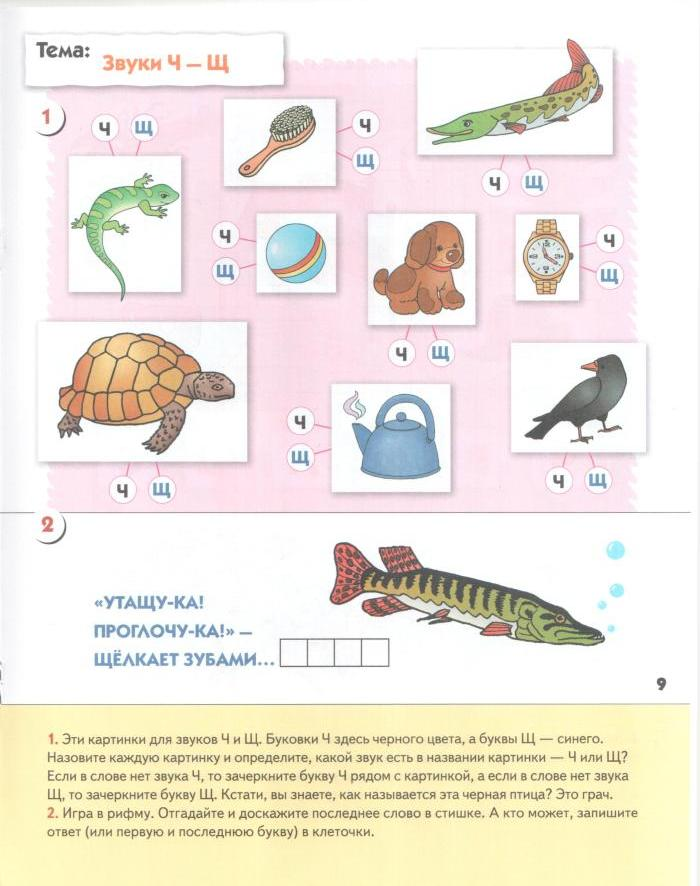 Тема:
Звуки Ч – Щ
1
Ч Щ
Ч
Щ
Ч Щ
Ч
Щ
Ч
Щ
Ч Щ
Ч
Щ
Ч Щ
Ч Щ
2
«УТАЩУ-КА!
ПРОГЛОЧУ-КА!» –
ЩЁЛКАЕТ ЗУБАМИ...
9
1. Эти картинки для звуков Ч и Щ. Буковки Ч здесь черного цвета, а буквы Щ — синего.
Назовите каждую картинку и определите, какой звук есть в названии картинки — Ч или Щ?
Если в слове нет звука Ч, то зачеркните букву Ч рядом с картинкой, а если в слове нет звука
Щ, то зачеркните букву Щ. Кстати, вы знаете, как называется эта черная птица? Это грач.
2. Игра в рифму. Отгадайте и доскажите последнее слово в стишке. А кто может, запишите
ответ (или первую и последнюю букву) в клеточки.